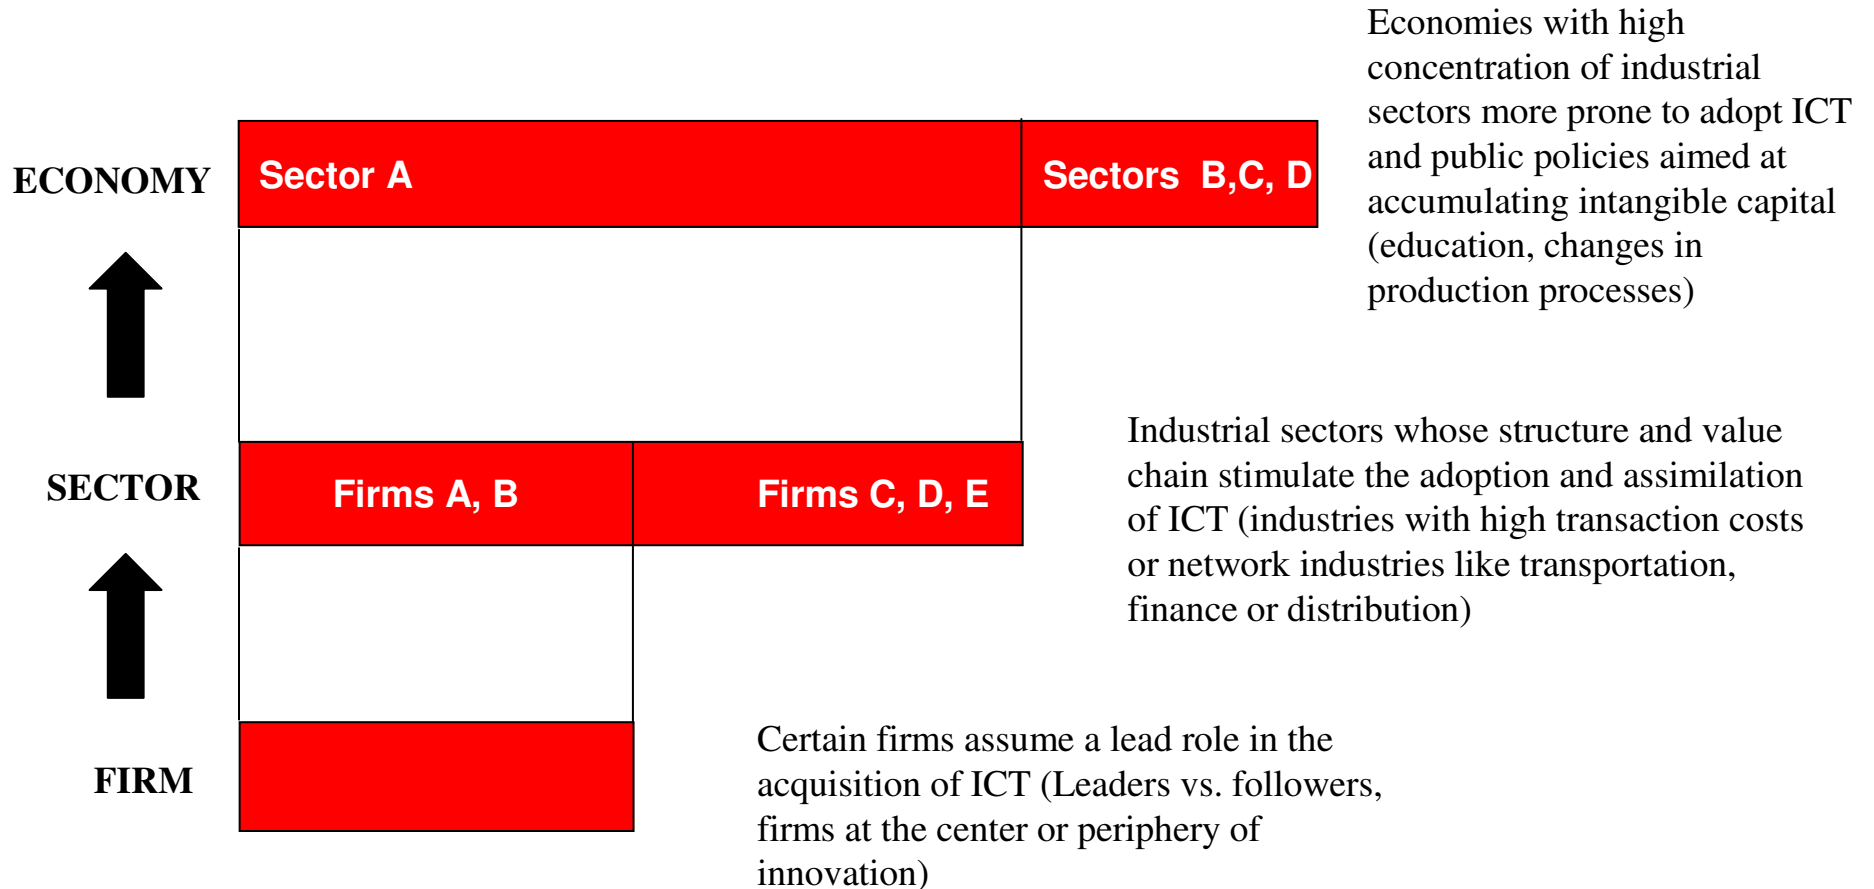 Economies with high
concentration of industrial
sectors more prone to adopt ICT
and public policies aimed at
accumulating intangible capital
(education, changes in
production processes)
ECONOMY
Sector A
Sectors B,C, D
Industrial sectors whose structure and value
chain stimulate the adoption and assimilation
of ICT (industries with high transaction costs
or network industries like transportation,
finance or distribution)
SECTOR
Firms A, B
Firms C, D, E
Certain firms assume a lead role in the
acquisition of ICT (Leaders vs. followers,
firms at the center or periphery of
innovation)
FIRM